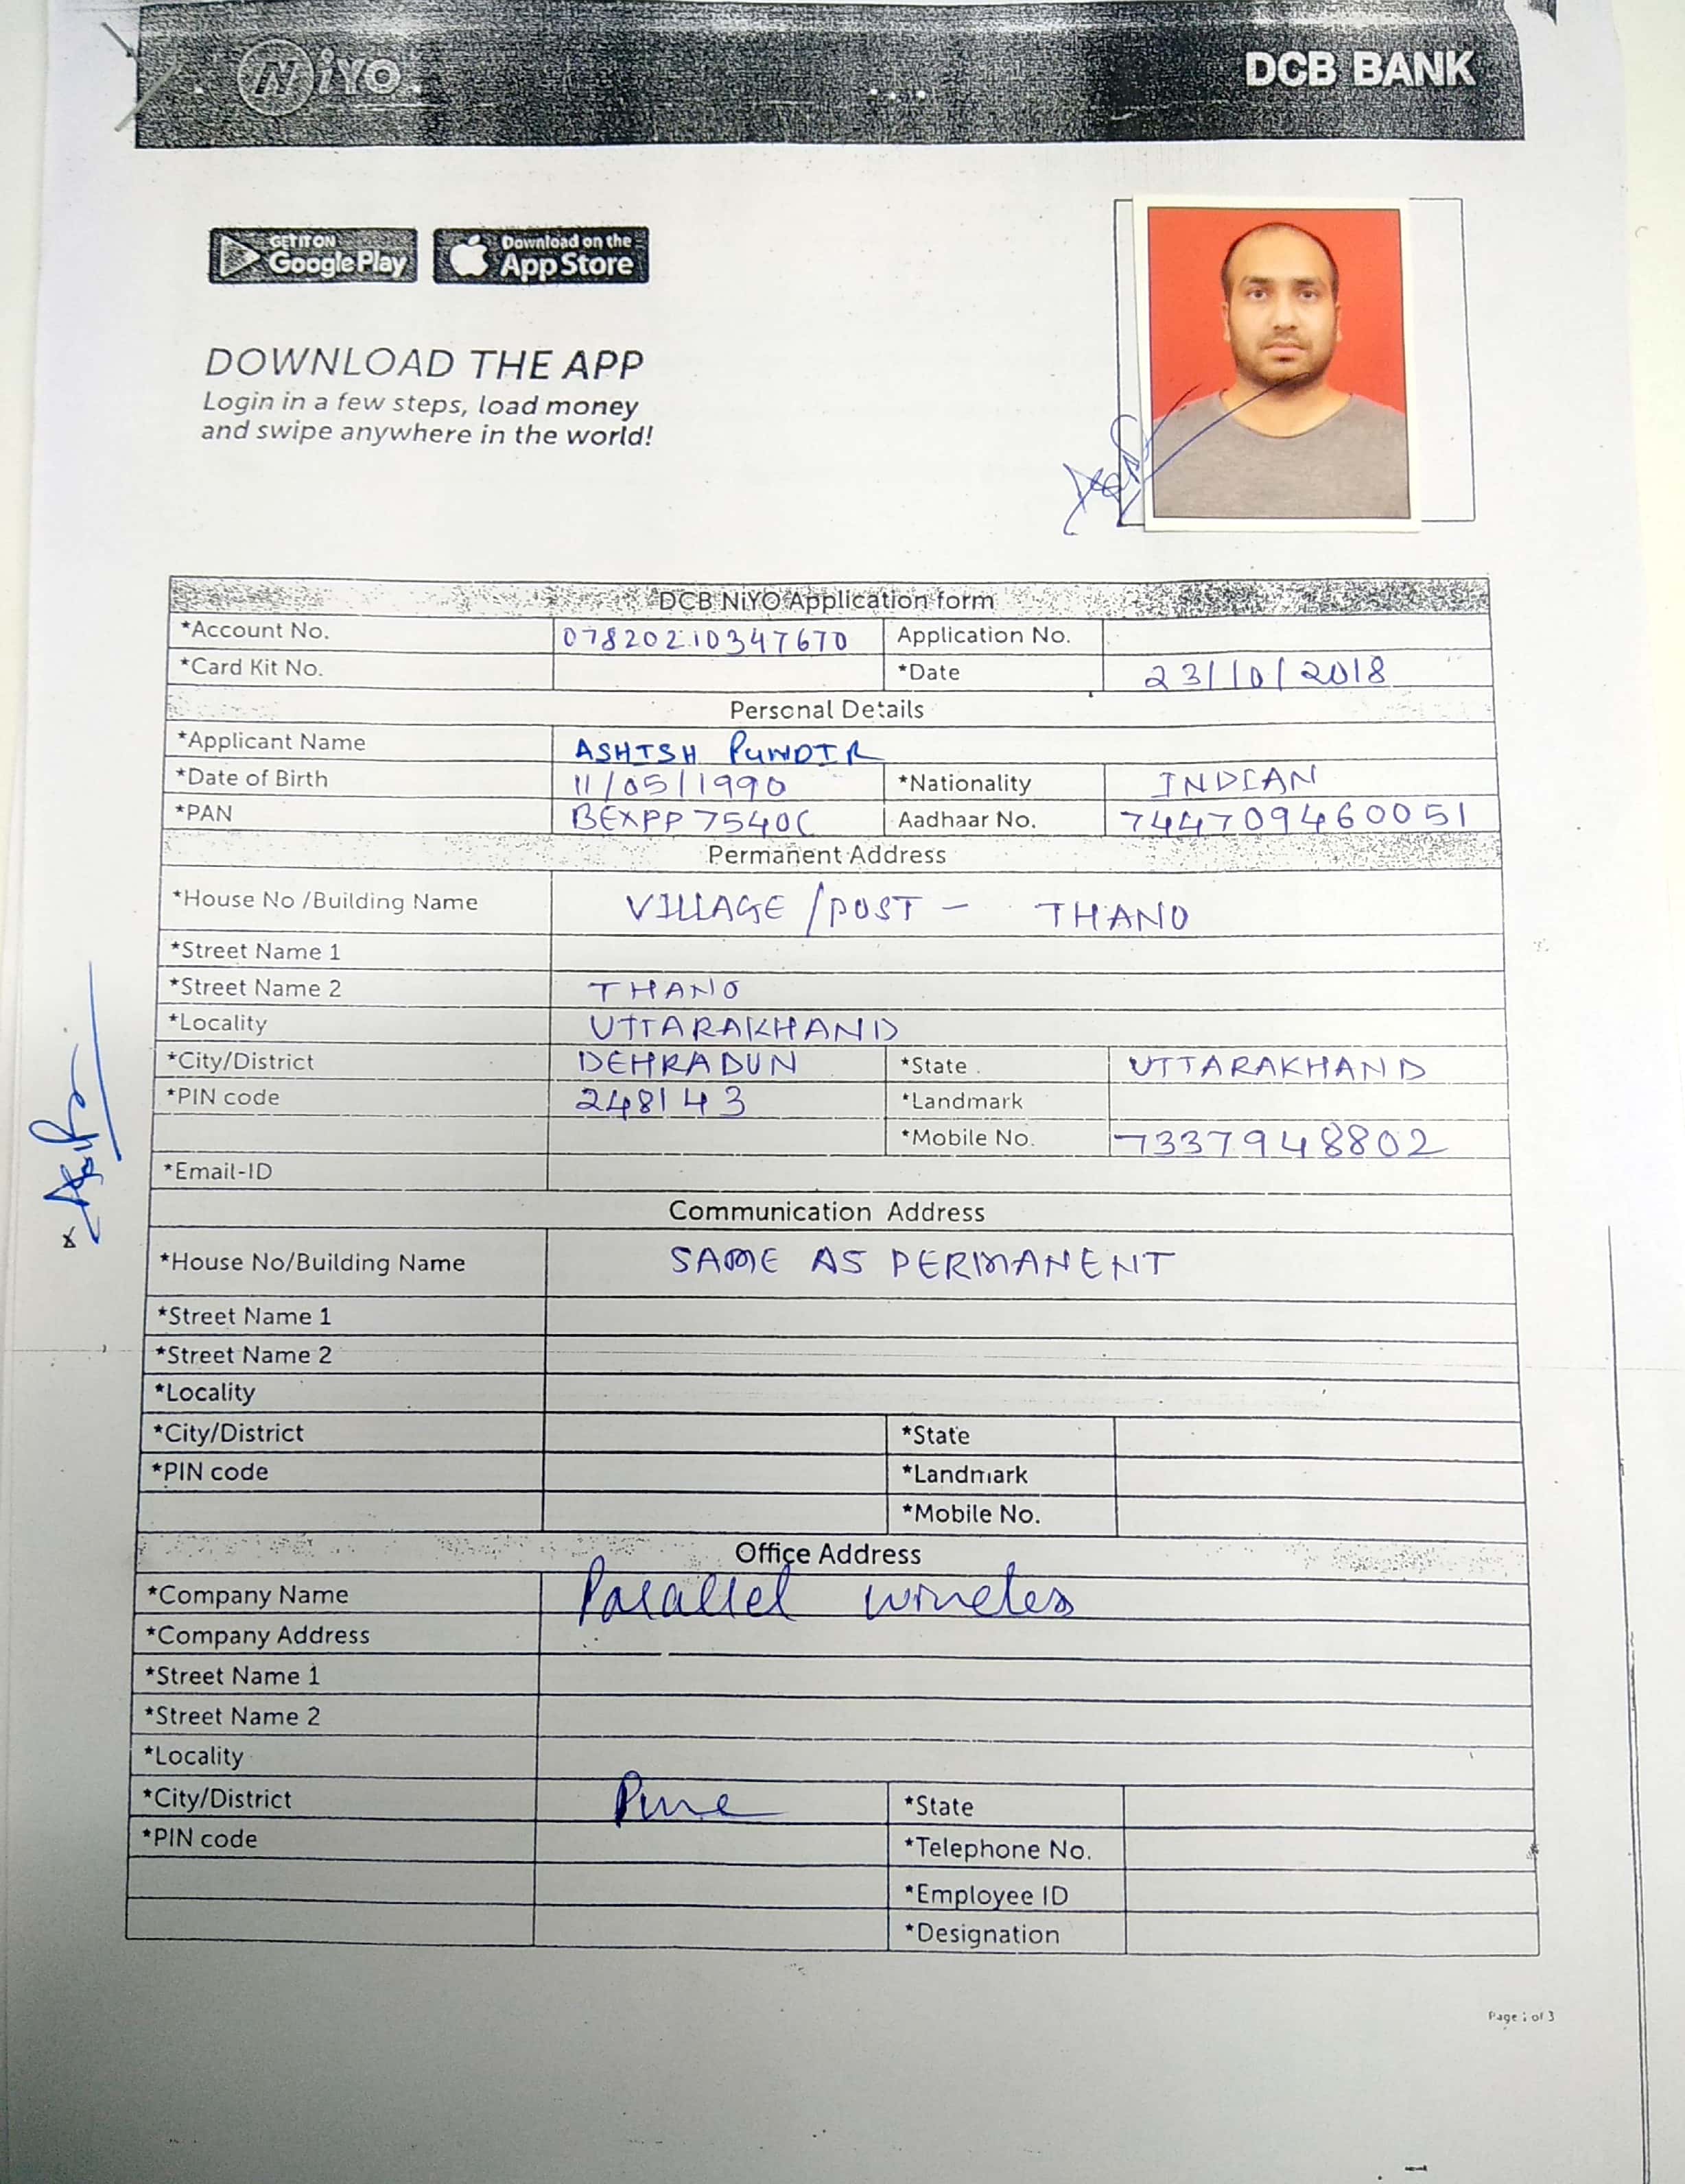 NiYO
DCB BANK
GET IT ON
Google Play
Download on the
App Store
DOWNLOAD THE APP
Login in a few steps, load money
and swipe anywhere in the world!
DCB NiYO Application form
*Account No. 07820210347670 Application No.
*Card Kit No. *Date 23/10/2018
Personal Details
*Applicant Name ASHISH PUNDIR
*Date of Birth 11/05/1990 *Nationality INDIAN
*PAN BEXPP7540C Aadhaar No. 744709460051
Permanent Address
*House No /Building Name VILLAGE /POST - THANO
*Street Name 1
*Street Name 2 THANO
*Locality UTTARAKHAND
*City/District DEHRADUN *State UTTARAKHAND
*PIN code 248143 *Landmark
*Mobile No. 7337948802
*Email-ID
Communication Address
*House No/Building Name SAME AS PERMANENT
*Street Name 1
*Street Name 2
*Locality
*City/District *State
*PIN code *Landmark
*Mobile No.
Office Address
*Company Name Parallel wireless
*Company Address
*Street Name 1
*Street Name 2
*Locality
*City/District Pune *State
*PIN code *Telephone No.
*Employee ID
*Designation
Page 1 of 3